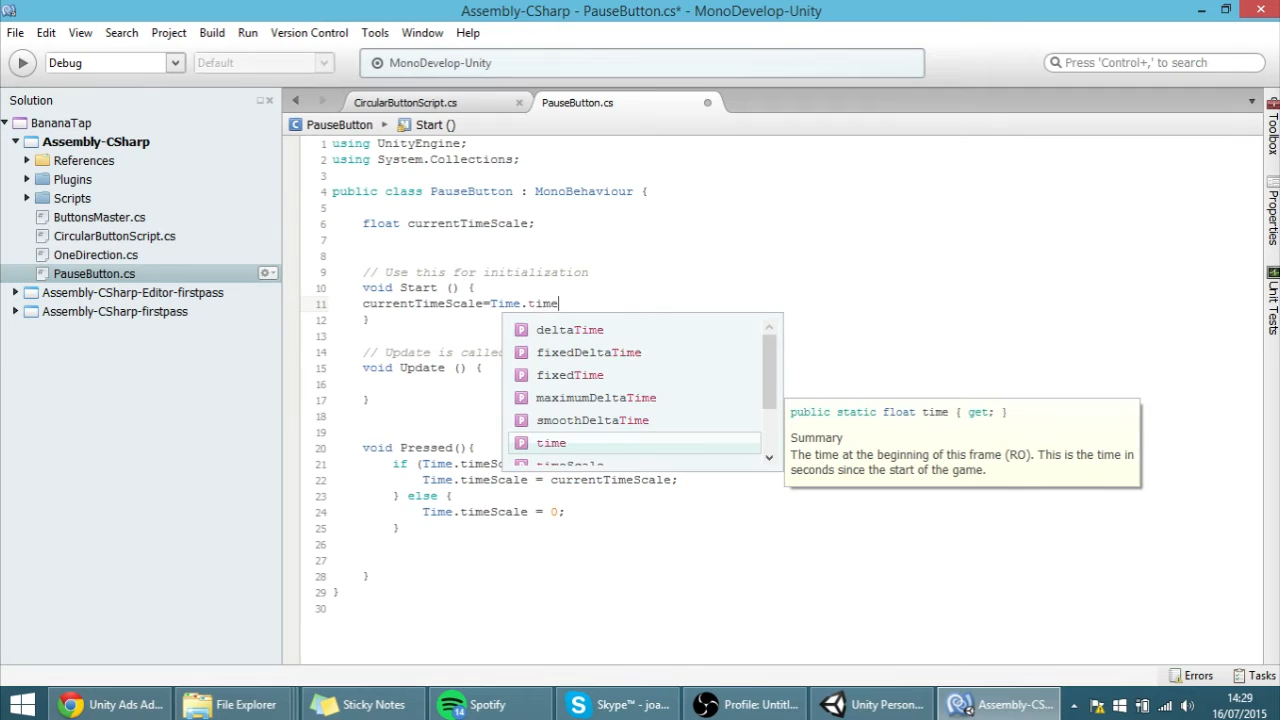 Assembly-CSharp - PauseButton.cs* - MonoDevelop-Unity
File Edit View Search Project Build Run Version Control Tools Window Help
Debug Default MonoDevelop-Unity Press 'Control+,' to search
Solution
BananaTap
Assembly-CSharp
References
Plugins
Scripts
ButtonsMaster.cs
CircularButtonScript.cs
OneDirection.cs
PauseButton.cs
Assembly-CSharp-Editor-firstpass
Assembly-CSharp-firstpass
CircularButtonScript.cs PauseButton.cs
PauseButton Start ()
1 using UnityEngine;
2 using System.Collections;
3
4 public class PauseButton : MonoBehaviour {
5
6 float currentTimeScale;
7
8
9 // Use this for initialization
10 void Start () {
11 currentTimeScale=Time.time
12 }
13
14 // Update is called
15 void Update () {
16
17 }
18
19
20 void Pressed(){
21 if (Time.timeSc
22 Time.timeScale = currentTimeScale;
23 } else {
24 Time.timeScale = 0;
25 }
26
27
28 }
29 }
30
deltaTime
fixedDeltaTime
fixedTime
maximumDeltaTime
smoothDeltaTime
time
timeScale
public static float time { get; }
Summary
The time at the beginning of this frame (RO). This is the time in
seconds since the start of the game.
Toolbox
Properties
Unit Tests
Errors Tasks
Unity Ads Ad... File Explorer Sticky Notes 14 Spotify Skype™ - joa... Profile: Untitl... Unity Person... Assembly-CS...
14:29
16/07/2015